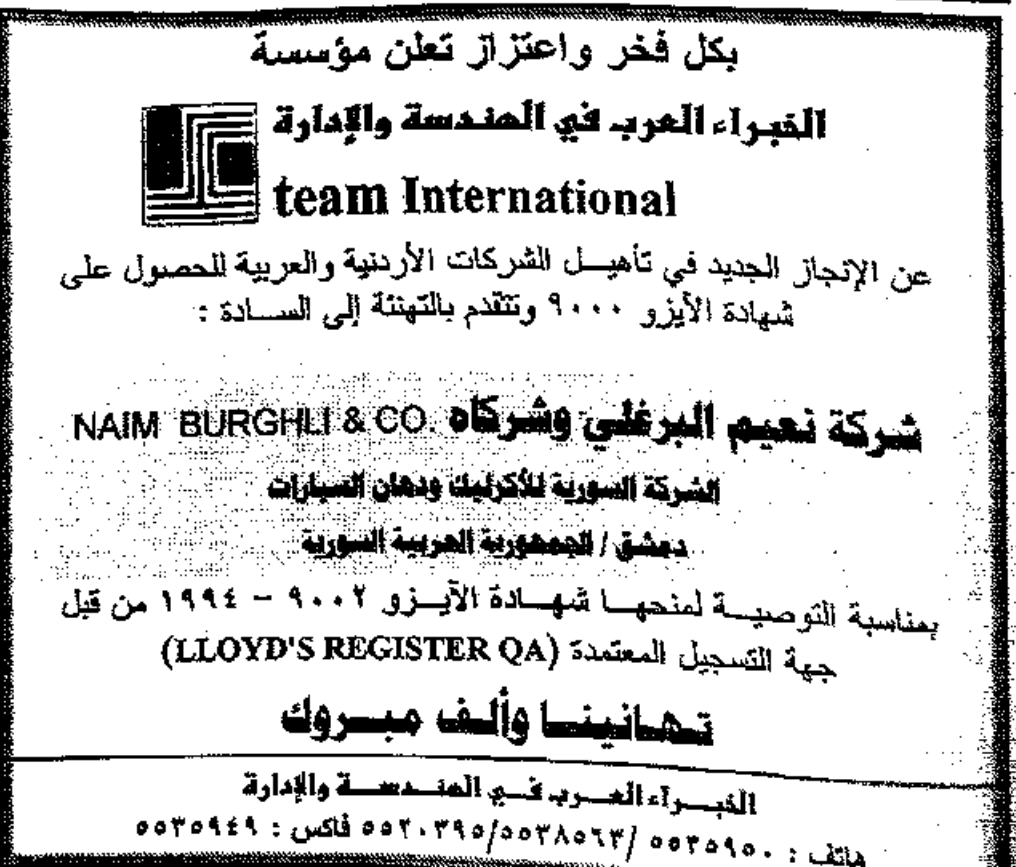 بكل فخر واعتزاز تعلن مؤسسة
الخبراء العرب في الهندسة والإدارة
team International
عن الإنجاز الجديد في تأهيل الشركات الأردنية والعربية للحصول على
شهادة الأيزو ٩٠٠٠ وتتقدم بالتهنئة إلى السادة :
شركة نعيم البرغلي وشركاه NAIM BURGHLI & CO.
الشركة السورية للأكرليك ودهان السيارات
دمشق / الجمهورية العربية السورية
بمناسبة التوصية لمنحها شهادة الآيزو ٩٠٠٢ – ١٩٩٤ من قبل
جهة التسجيل المعتمدة (LLOYD'S REGISTER QA)
تهانينا وألف مبروك
الخبراء العرب في الهندسة والإدارة
هاتف : ٥٥٣٥٩٥٠ /٥٥٣٨٥٦٣/٥٥٢٠٣٩٥ فاكس : ٥٥٣٥٩٤٩